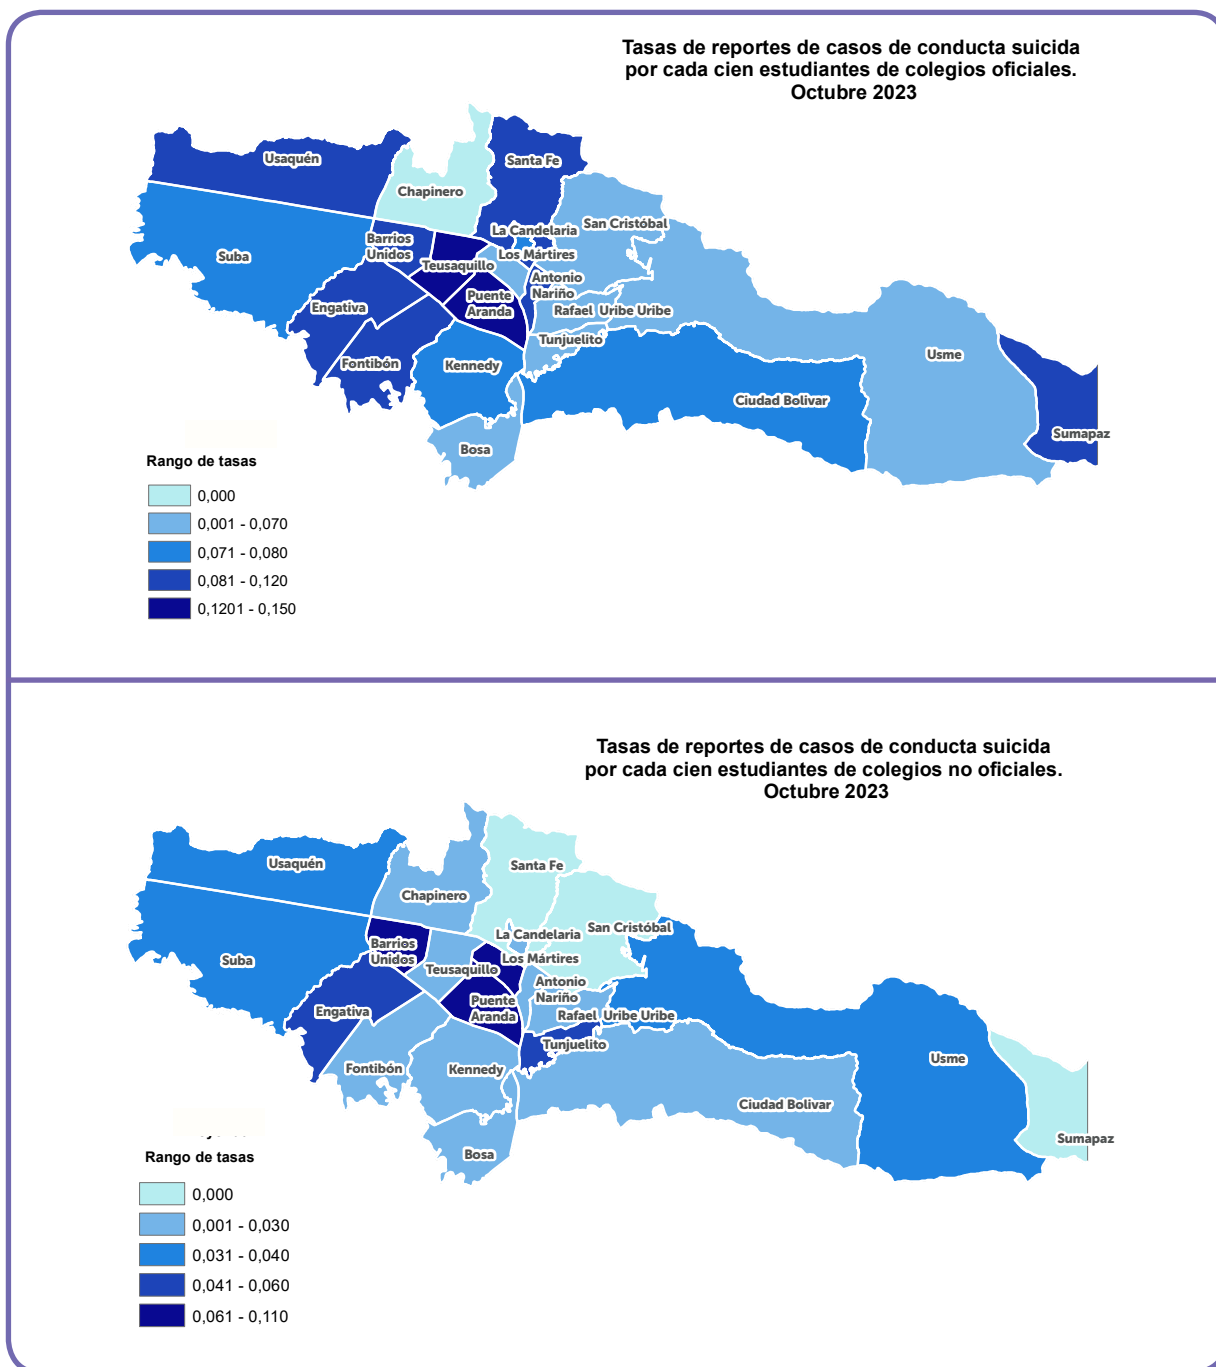 Tasas de reportes de casos de conducta suicida
por cada cien estudiantes de colegios oficiales.
Octubre 2023
Usaquén
Santa Fe
Chapinero
San Cristóbal
La Candelaria
Barrios
Unidos
Los Mártires
Suba
Teusaquillo
Antonio
Nariño
Puente
Aranda
Engativa
Rafael Uribe Uribe
Tunjuelito
Usme
Fontibón
Kennedy
Ciudad Bolivar
Sumapaz
Bosa
Rango de tasas
0,000
0,001 - 0,070
0,071 - 0,080
0,081 - 0,120
0,1201 - 0,150
Tasas de reportes de casos de conducta suicida
por cada cien estudiantes de colegios no oficiales.
Octubre 2023
Usaquén
Santa Fe
Chapinero
San Cristóbal
La Candelaria
Barrios
Unidos
Los Mártires
Suba
Teusaquillo
Antonio
Nariño
Puente
Aranda
Engativa
Rafael Uribe Uribe
Tunjuelito
Usme
Fontibón
Kennedy
Ciudad Bolivar
Sumapaz
Bosa
Rango de tasas
0,000
0,001 - 0,030
0,031 - 0,040
0,041 - 0,060
0,061 - 0,110